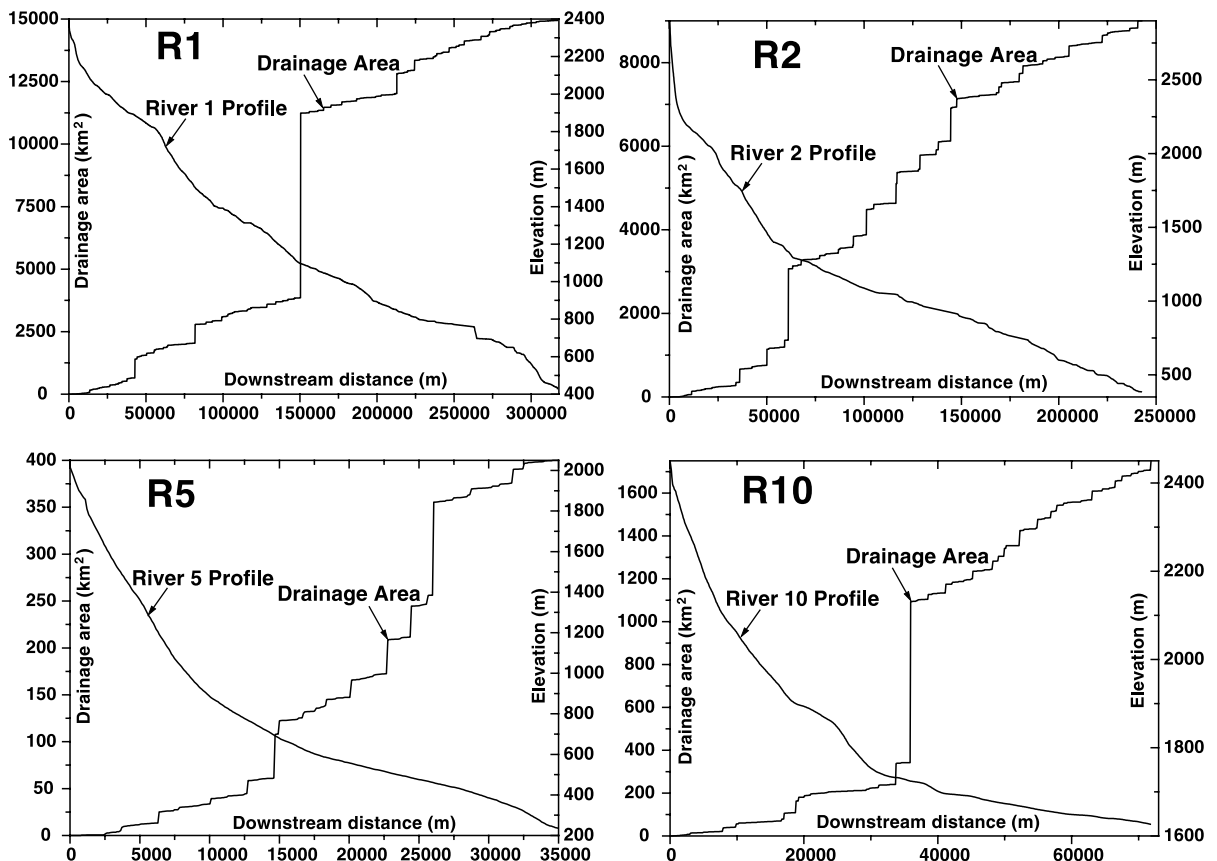 R1
Drainage Area
River 1 Profile
Drainage area (km²)
Elevation (m)
Downstream distance (m)
15000
12500
10000
7500
5000
2500
0
2400
2200
2000
1800
1600
1400
1200
1000
800
600
400
0 50000 100000 150000 200000 250000 300000
R2
Drainage Area
River 2 Profile
Drainage area (km²)
Elevation (m)
Downstream distance (m)
8000
6000
4000
2000
0
2500
2000
1500
1000
500
0 50000 100000 150000 200000 250000
R5
River 5 Profile
Drainage Area
Drainage area (km²)
Elevation (m)
Downstream distance (m)
400
350
300
250
200
150
100
50
0
2000
1800
1600
1400
1200
1000
800
600
400
200
0 5000 10000 15000 20000 25000 30000 35000
R10
Drainage Area
River 10 Profile
Drainage area (km²)
Elevation (m)
Downstream distance (m)
1600
1400
1200
1000
800
600
400
200
0
2400
2200
2000
1800
1600
0 20000 40000 60000